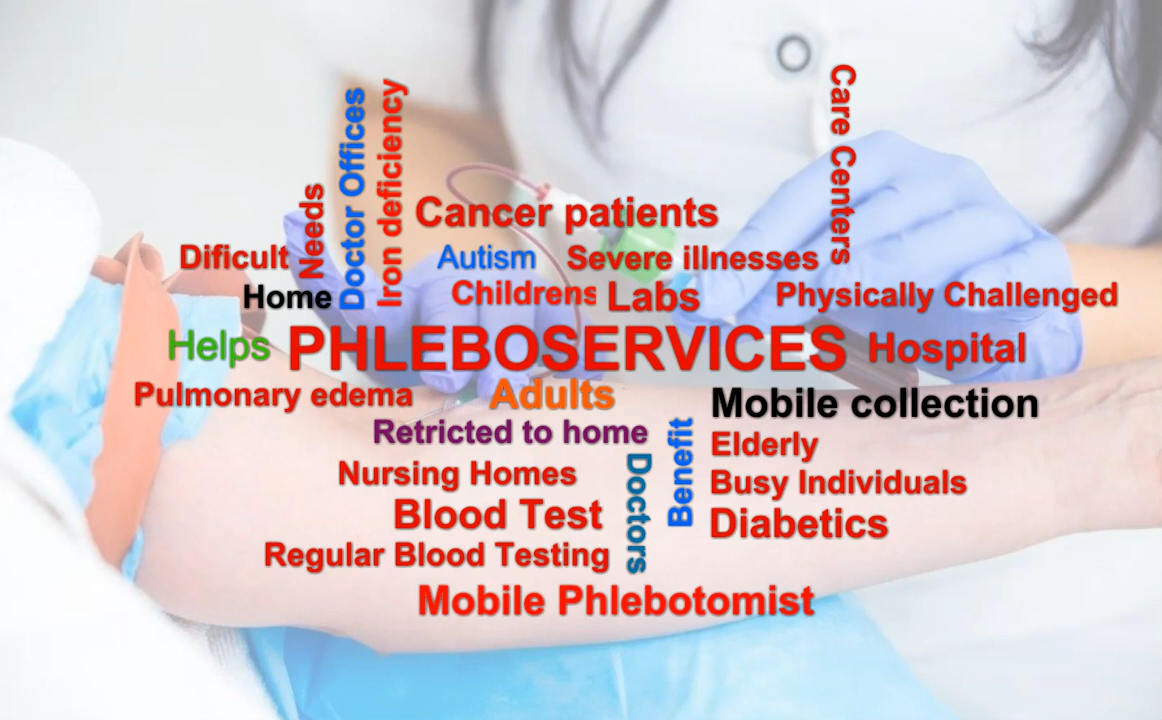 Care Centers
Doctor Offices
Iron deficiency
Needs
Cancer patients
Dificult
Autism
Severe illnesses
Home
Childrens
Labs
Physically Challenged
Helps
PHLEBOSERVICES
Hospital
Pulmonary edema
Adults
Mobile collection
Retricted to home
Benefit
Elderly
Nursing Homes
Doctors
Busy Individuals
Blood Test
Diabetics
Regular Blood Testing
Mobile Phlebotomist